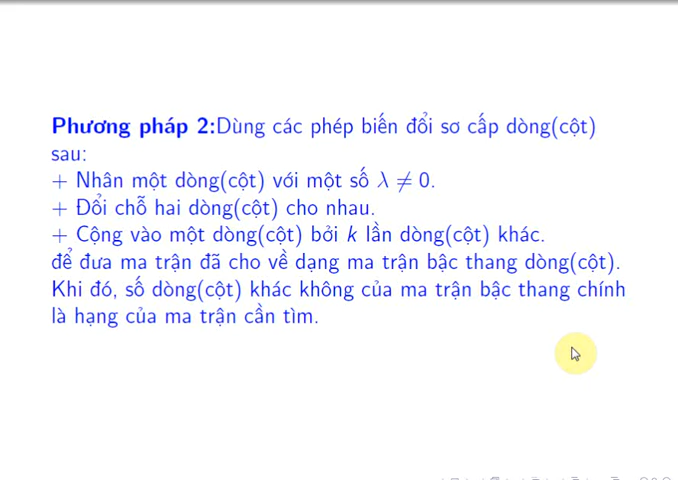 Phương pháp 2:Dùng các phép biến đổi sơ cấp dòng(cột)
sau:
+ Nhân một dòng(cột) với một số λ ≠ 0.
+ Đổi chỗ hai dòng(cột) cho nhau.
+ Cộng vào một dòng(cột) bởi k lần dòng(cột) khác.
để đưa ma trận đã cho về dạng ma trận bậc thang dòng(cột).
Khi đó, số dòng(cột) khác không của ma trận bậc thang chính
là hạng của ma trận cần tìm.